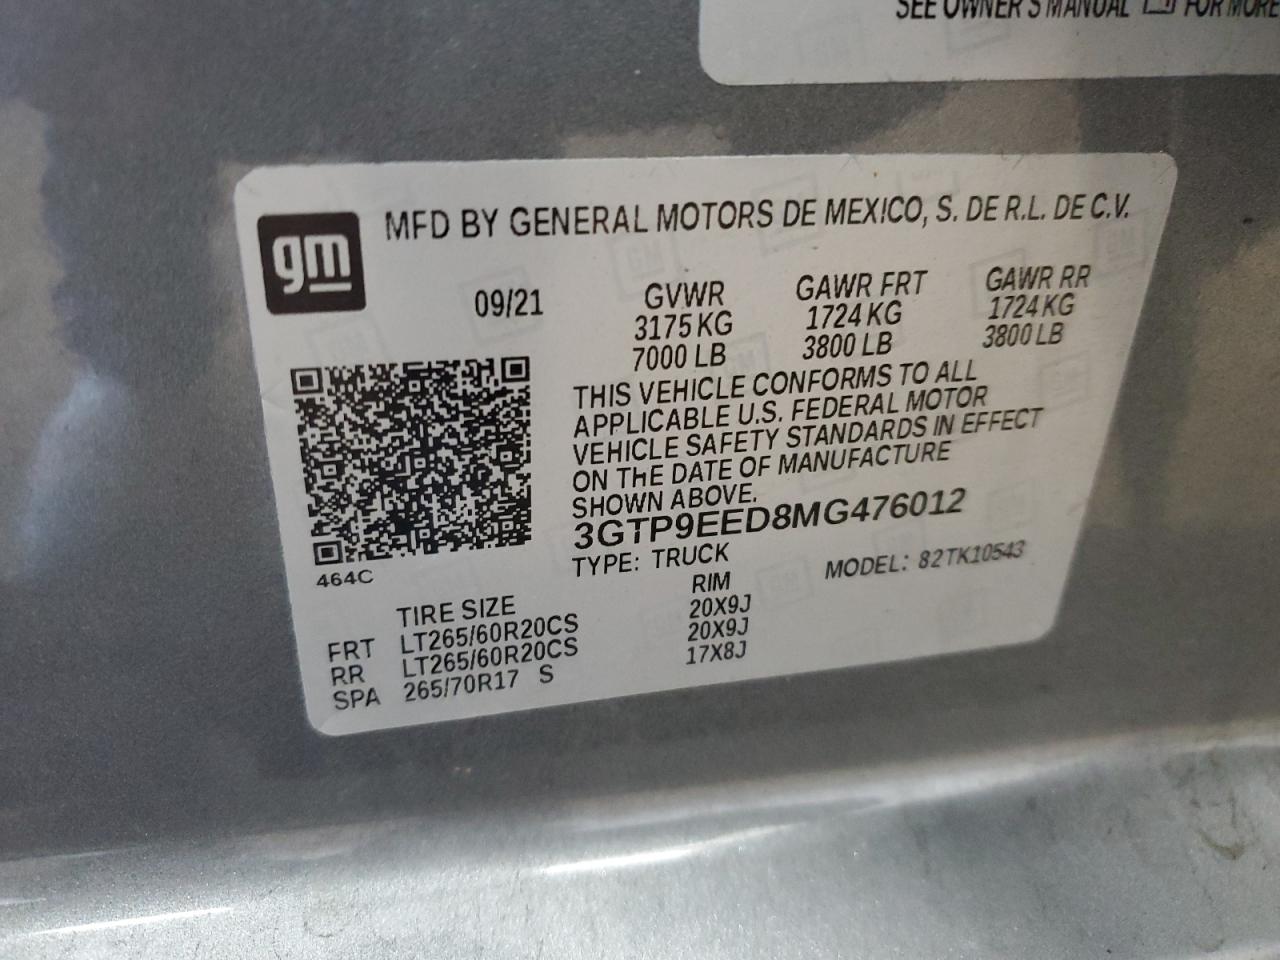 SEE OWNER'S MANUAL FOR MORE
gm
MFD BY GENERAL MOTORS DE MEXICO, S. DE R.L. DE C.V.
09/21 GVWR GAWR FRT GAWR RR
3175 KG 1724 KG 1724 KG
7000 LB 3800 LB 3800 LB
THIS VEHICLE CONFORMS TO ALL
APPLICABLE U.S. FEDERAL MOTOR
VEHICLE SAFETY STANDARDS IN EFFECT
ON THE DATE OF MANUFACTURE
SHOWN ABOVE.
3GTP9EED8MG476012
TYPE: TRUCK MODEL: 82TK10543
464C
TIRE SIZE RIM
FRT LT265/60R20CS 20X9J
RR LT265/60R20CS 20X9J
SPA 265/70R17 S 17X8J